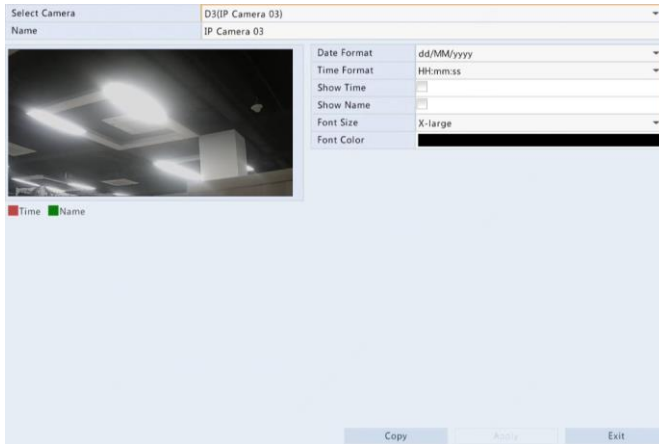 Select Camera D3(IP Camera 03)
Name IP Camera 03
Date Format dd/MM/yyyy
Time Format HH:mm:ss
Show Time
Show Name
Font Size X-large
Font Color
Time Name
Copy Apply Exit